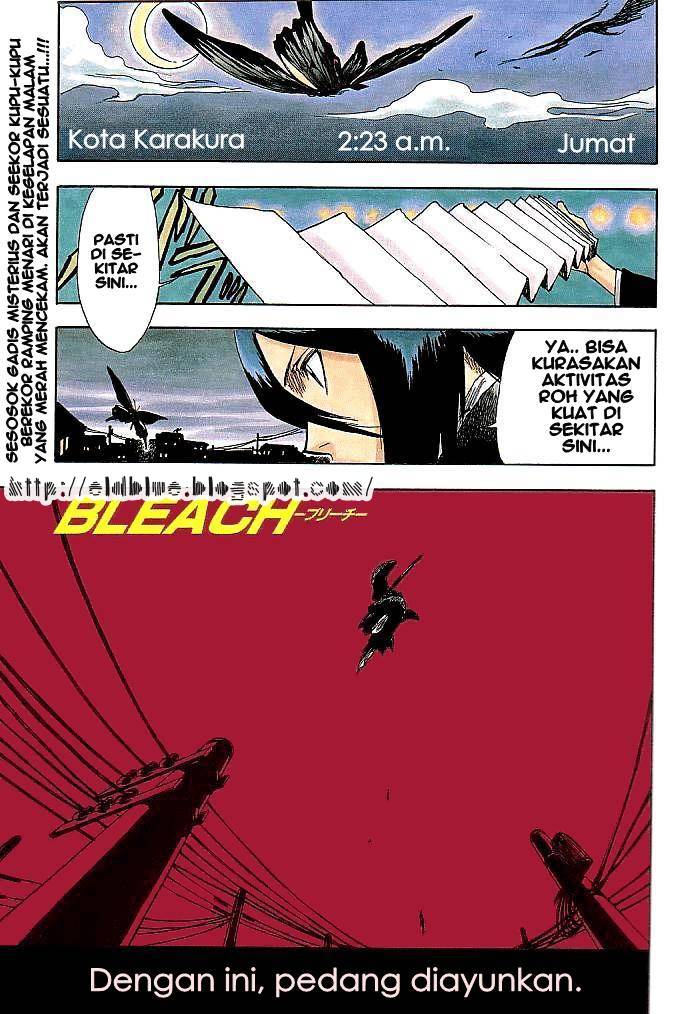 SESOSOK GADIS MISTERIUS DAN SEEKOR KUPU-KUPU
BEREKOR RAMPING MENARI DI KEGELAPAN MALAM
YANG MERAH MENCEKAM. AKAN TERJADI SESUATU...!!!
Kota Karakura 2:23 a.m. Jumat
PASTI
DI SE-
KITAR
SINI...
YA.. BISA
KURASAKAN
AKTIVITAS
ROH YANG
KUAT DI
SEKITAR
SINI...
http://oldblue.blogspot.com/
BLEACH
–ブリーチ–
Dengan ini, pedang diayunkan.